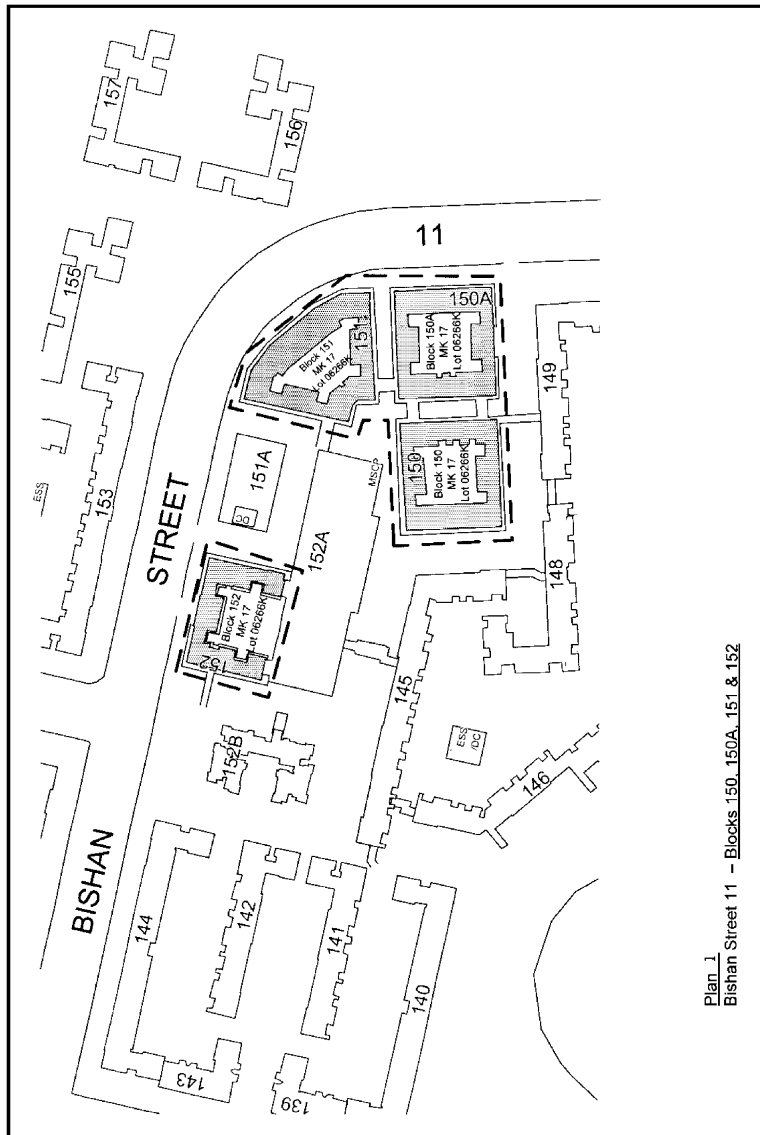 157
156
155
11
150A
Block 150A
MK 17
Lot 06266K
151
Block 151
MK 17
Lot 06266K
149
150
Block 150
MK 17
Lot 06266K
ESS
153
STREET
151A
MSCP
152A
148
152
Block 152
MK 17
Lot 06266K
145
152B
ESS
/DC
146
BISHAN
144
142
141
140
143
139
Plan 1
Bishan Street 11 – Blocks 150, 150A, 151 & 152